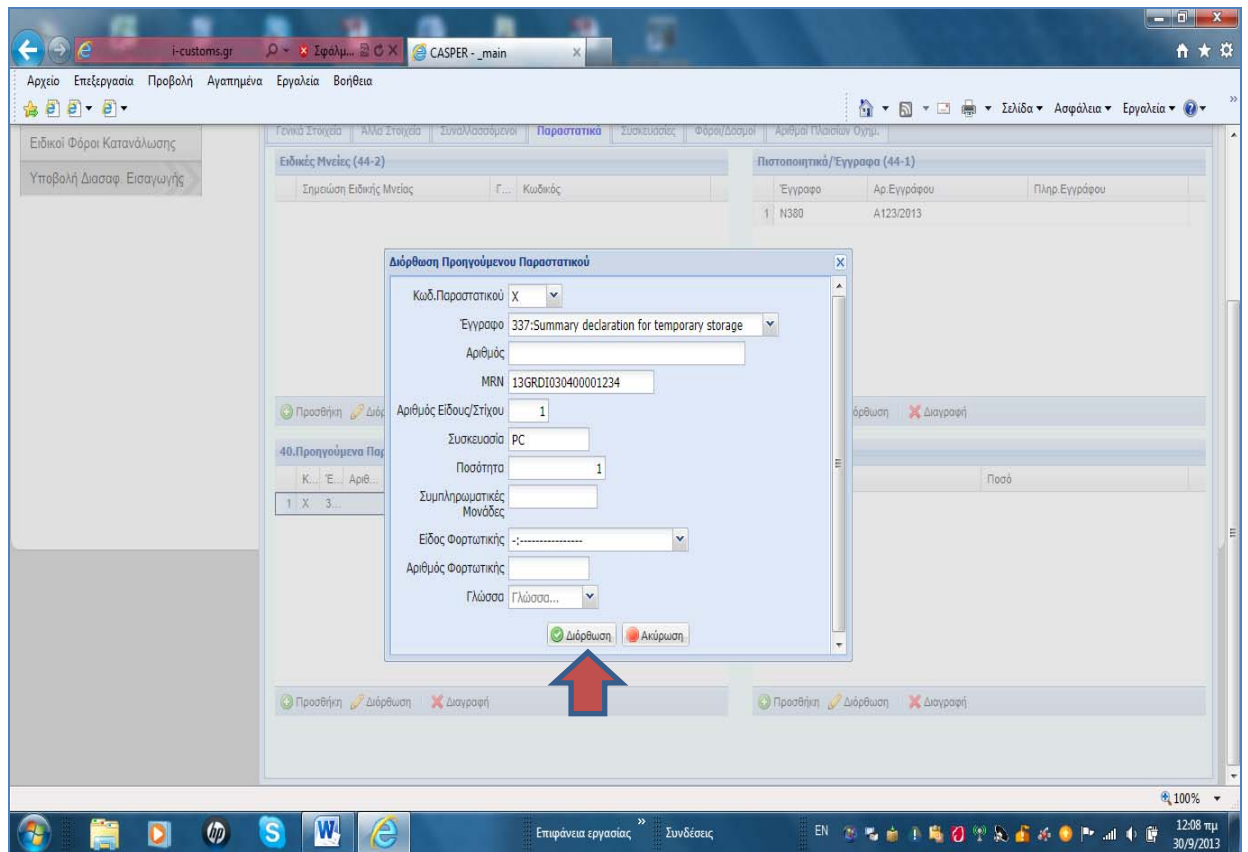 i-customs.gr
Σφάλμ...
CASPER - _main
Αρχείο Επεξεργασία Προβολή Αγαπημένα Εργαλεία Βοήθεια
Σελίδα Ασφάλεια Εργαλεία
Ειδικοί Φόροι Κατανάλωσης
Υποβολή Διασαφ. Εισαγωγής
Γενικά Στοιχεία Άλλα Στοιχεία Συναλλασσόμενοι Παραστατικά Συσκευασίες Φόροι/Δασμοί Αριθμοί Πλαισίων Οχημ.
Ειδικές Μνείες (44-2)
Σημείωση Ειδικής Μνείας Γ... Κωδικός
Πιστοποιητικά/Έγγραφα (44-1)
Έγγραφο Αρ.Εγγράφου Πληρ.Εγγράφου
1 N380 A123/2013
Διόρθωση Προηγούμενου Παραστατικού
Κωδ.Παραστατικού X
Έγγραφο 337:Summary declaration for temporary storage
Αριθμός
MRN 13GRDI030400001234
Αριθμός Είδους/Στίχου 1
Συσκευασία PC
Ποσότητα 1
Συμπληρωματικές
Μονάδες
Είδος Φορτωτικής -:----------------
Αριθμός Φορτωτικής
Γλώσσα Γλώσσα...
Διόρθωση Ακύρωση
Προσθήκη Διόρ
όρθωση Διαγραφή
40.Προηγούμενα Παρ
Κ... Έ... Αριθ...
Ποσό
1 X 3...
Προσθήκη Διόρθωση Διαγραφή
Προσθήκη Διόρθωση Διαγραφή
100%
Επιφάνεια εργασίας
Συνδέσεις
EN
12:08 πμ
30/9/2013